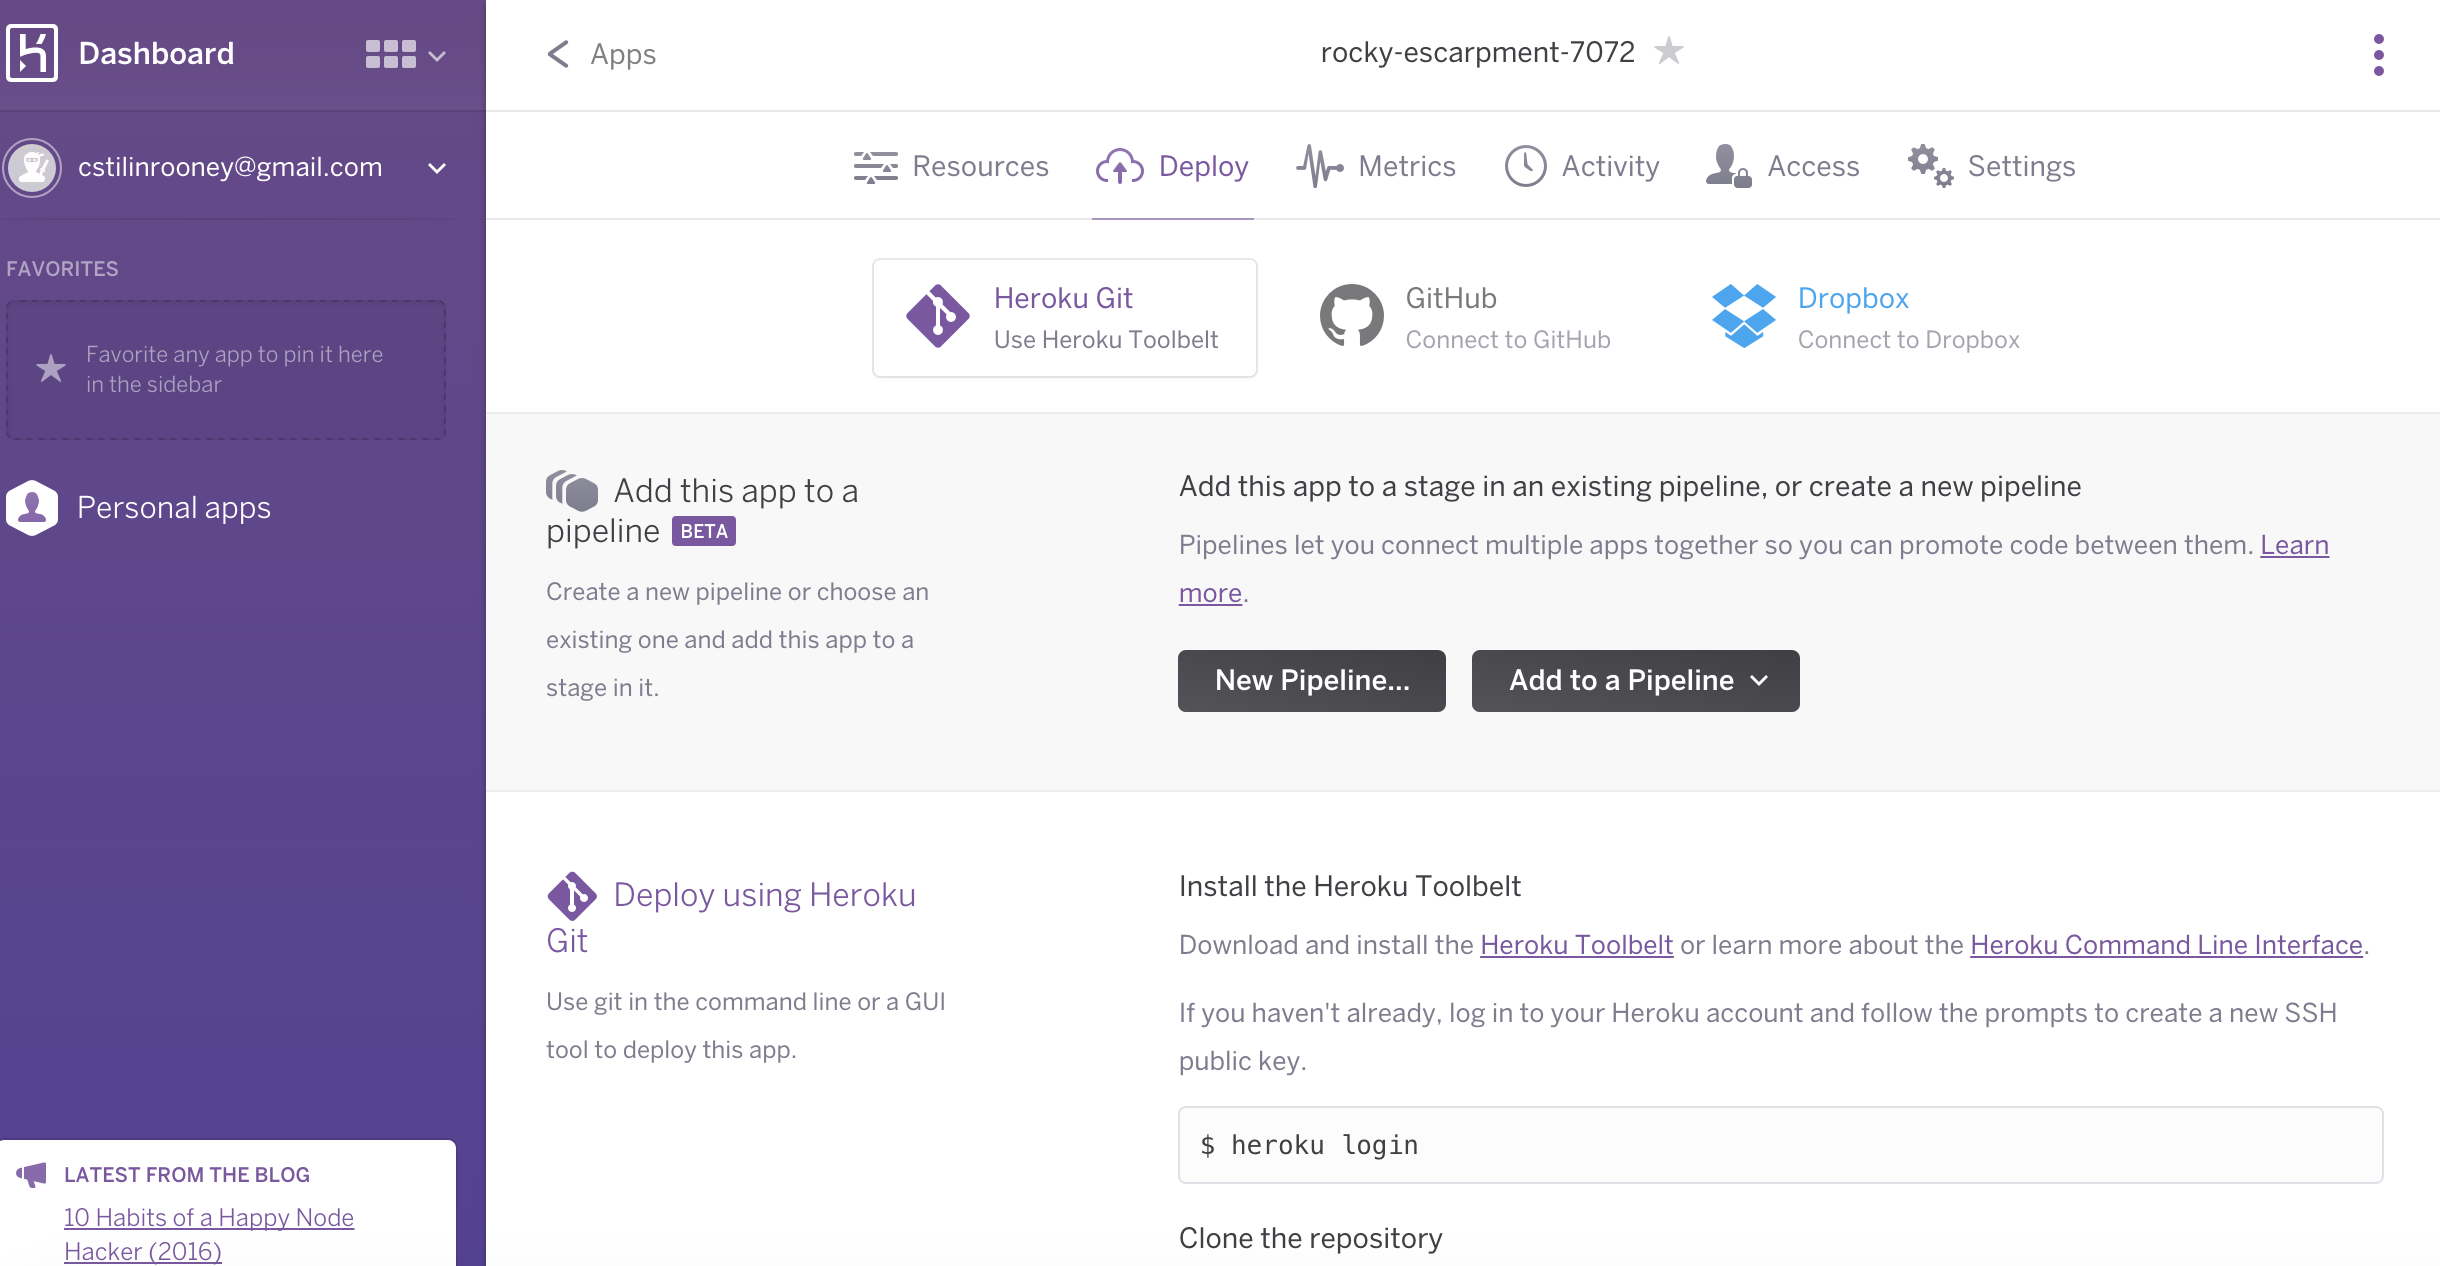 Dashboard
cstilinrooney@gmail.com
FAVORITES
Favorite any app to pin it here
in the sidebar
Personal apps
LATEST FROM THE BLOG
10 Habits of a Happy Node
Hacker (2016)
Apps
rocky-escarpment-7072
Resources
Deploy
Metrics
Activity
Access
Settings
Heroku Git
Use Heroku Toolbelt
GitHub
Connect to GitHub
Dropbox
Connect to Dropbox
Add this app to a
pipeline BETA
Create a new pipeline or choose an
existing one and add this app to a
stage in it.
Add this app to a stage in an existing pipeline, or create a new pipeline
Pipelines let you connect multiple apps together so you can promote code between them. Learn
more.
New Pipeline...
Add to a Pipeline
Deploy using Heroku
Git
Use git in the command line or a GUI
tool to deploy this app.
Install the Heroku Toolbelt
Download and install the Heroku Toolbelt or learn more about the Heroku Command Line Interface.
If you haven't already, log in to your Heroku account and follow the prompts to create a new SSH
public key.
$ heroku login
Clone the repository